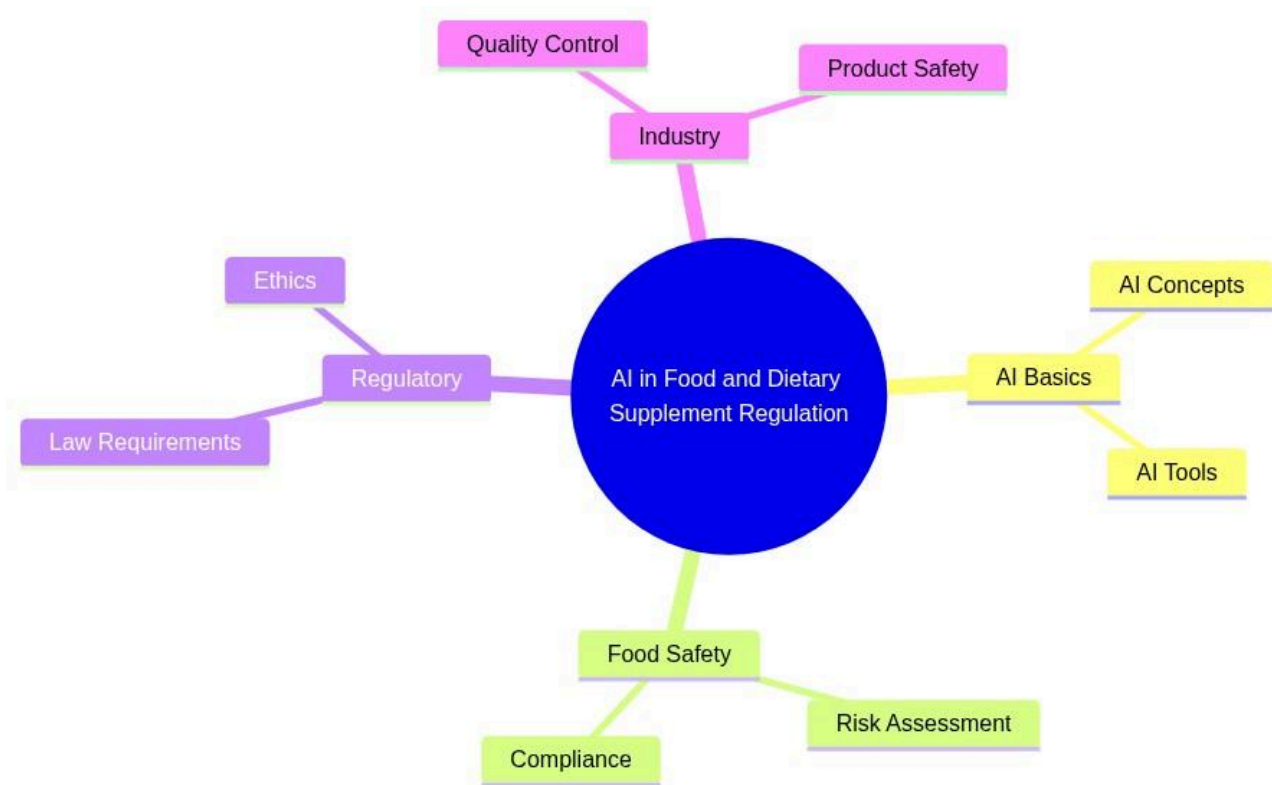 Quality Control
Product Safety
Industry
Ethics
AI Concepts
Regulatory
AI in Food and Dietary
Supplement Regulation
AI Basics
Law Requirements
AI Tools
Food Safety
Risk Assessment
Compliance